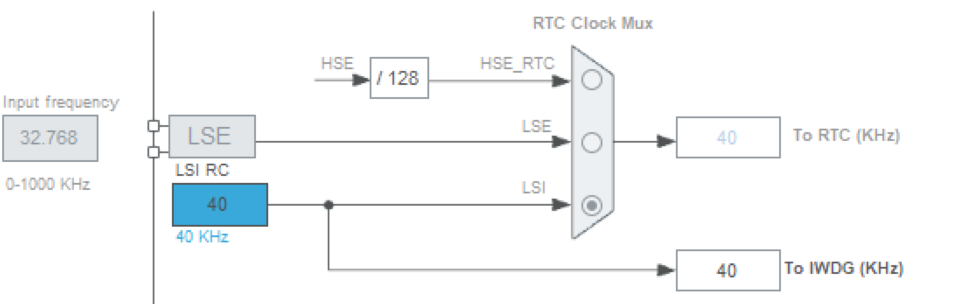 RTC Clock Mux
HSE
/ 128
HSE_RTC
Input frequency
32.768
LSE
LSE
40
To RTC (KHz)
0-1000 KHz
LSI RC
40
LSI
40 KHz
40
To IWDG (KHz)